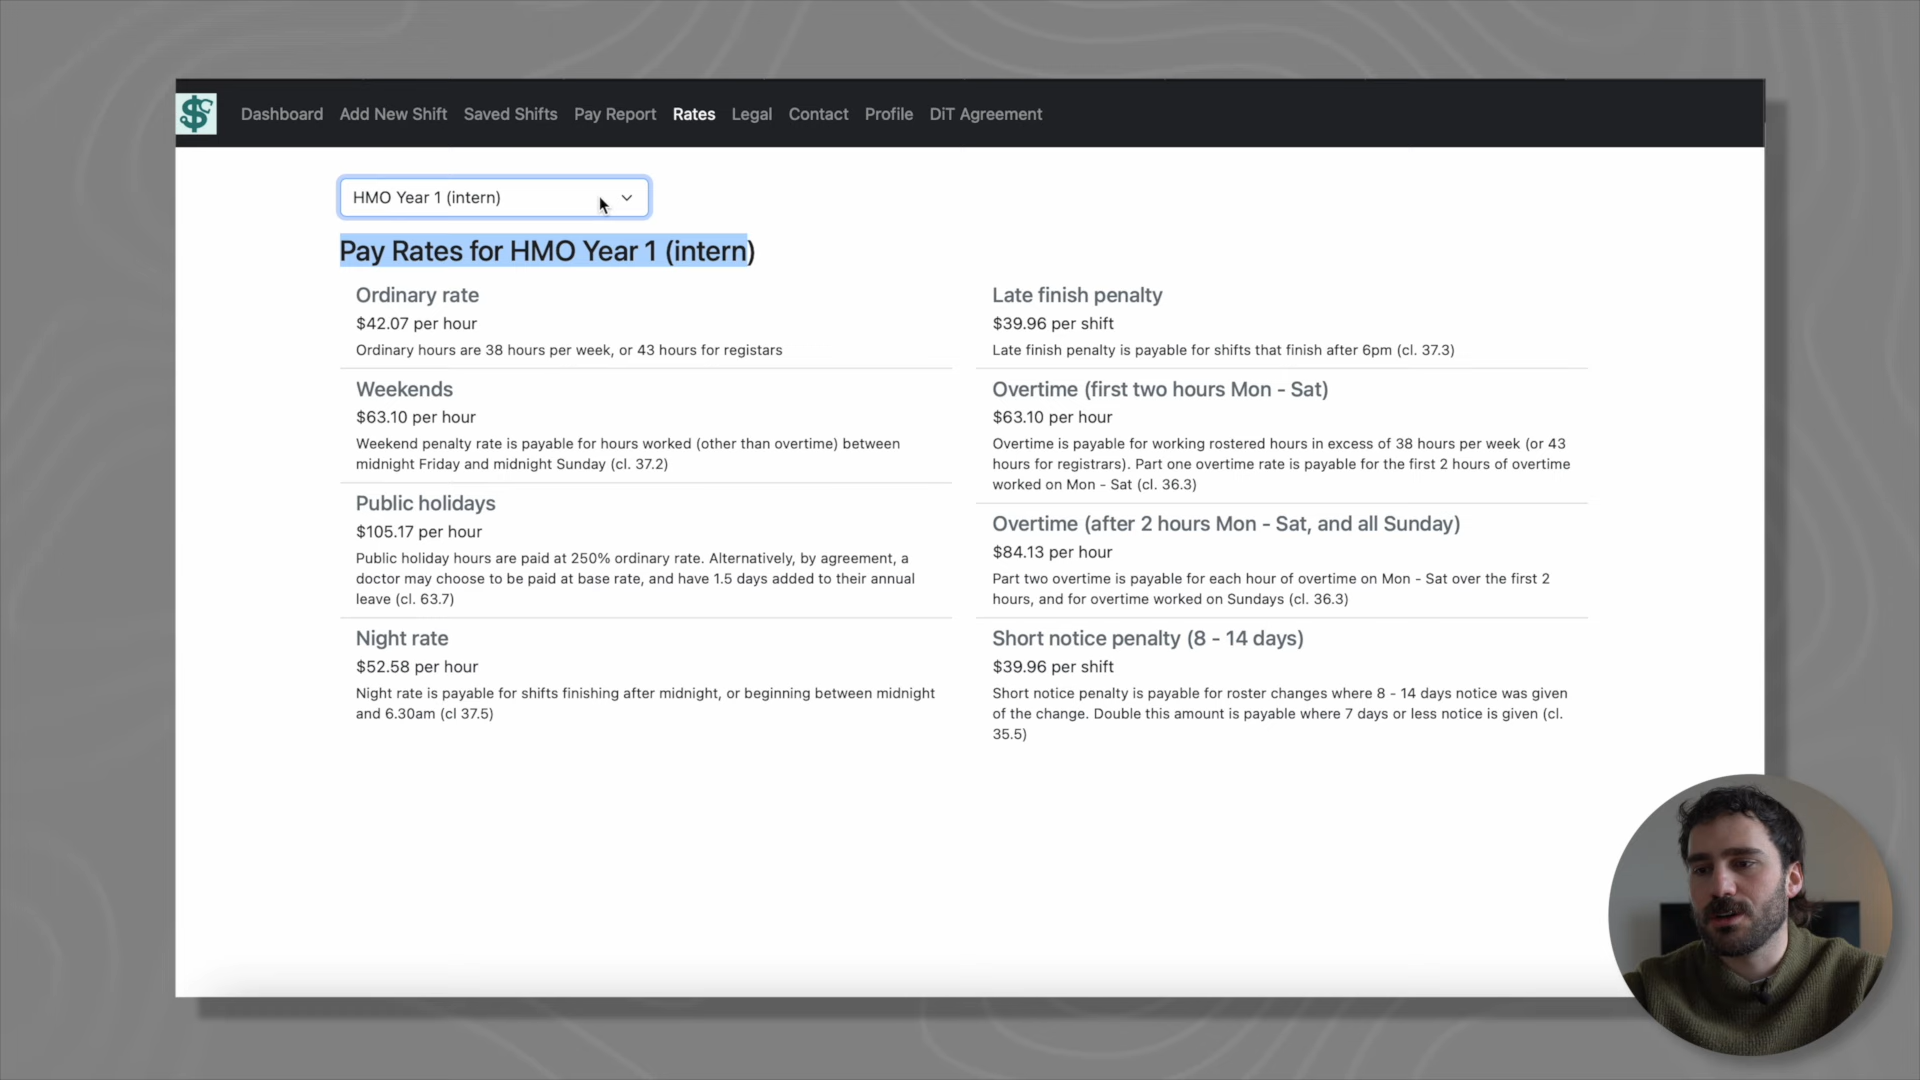 Dashboard Add New Shift Saved Shifts Pay Report Rates Legal Contact Profile DiT Agreement
HMO Year 1 (intern)
Pay Rates for HMO Year 1 (intern)
Ordinary rate
$42.07 per hour
Ordinary hours are 38 hours per week, or 43 hours for registars
Weekends
$63.10 per hour
Weekend penalty rate is payable for hours worked (other than overtime) between
midnight Friday and midnight Sunday (cl. 37.2)
Public holidays
$105.17 per hour
Public holiday hours are paid at 250% ordinary rate. Alternatively, by agreement, a
doctor may choose to be paid at base rate, and have 1.5 days added to their annual
leave (cl. 63.7)
Night rate
$52.58 per hour
Night rate is payable for shifts finishing after midnight, or beginning between midnight
and 6.30am (cl 37.5)
Late finish penalty
$39.96 per shift
Late finish penalty is payable for shifts that finish after 6pm (cl. 37.3)
Overtime (first two hours Mon - Sat)
$63.10 per hour
Overtime is payable for working rostered hours in excess of 38 hours per week (or 43
hours for registrars). Part one overtime rate is payable for the first 2 hours of overtime
worked on Mon - Sat (cl. 36.3)
Overtime (after 2 hours Mon - Sat, and all Sunday)
$84.13 per hour
Part two overtime is payable for each hour of overtime on Mon - Sat over the first 2
hours, and for overtime worked on Sundays (cl. 36.3)
Short notice penalty (8 - 14 days)
$39.96 per shift
Short notice penalty is payable for roster changes where 8 - 14 days notice was given
of the change. Double this amount is payable where 7 days or less notice is given (cl.
35.5)